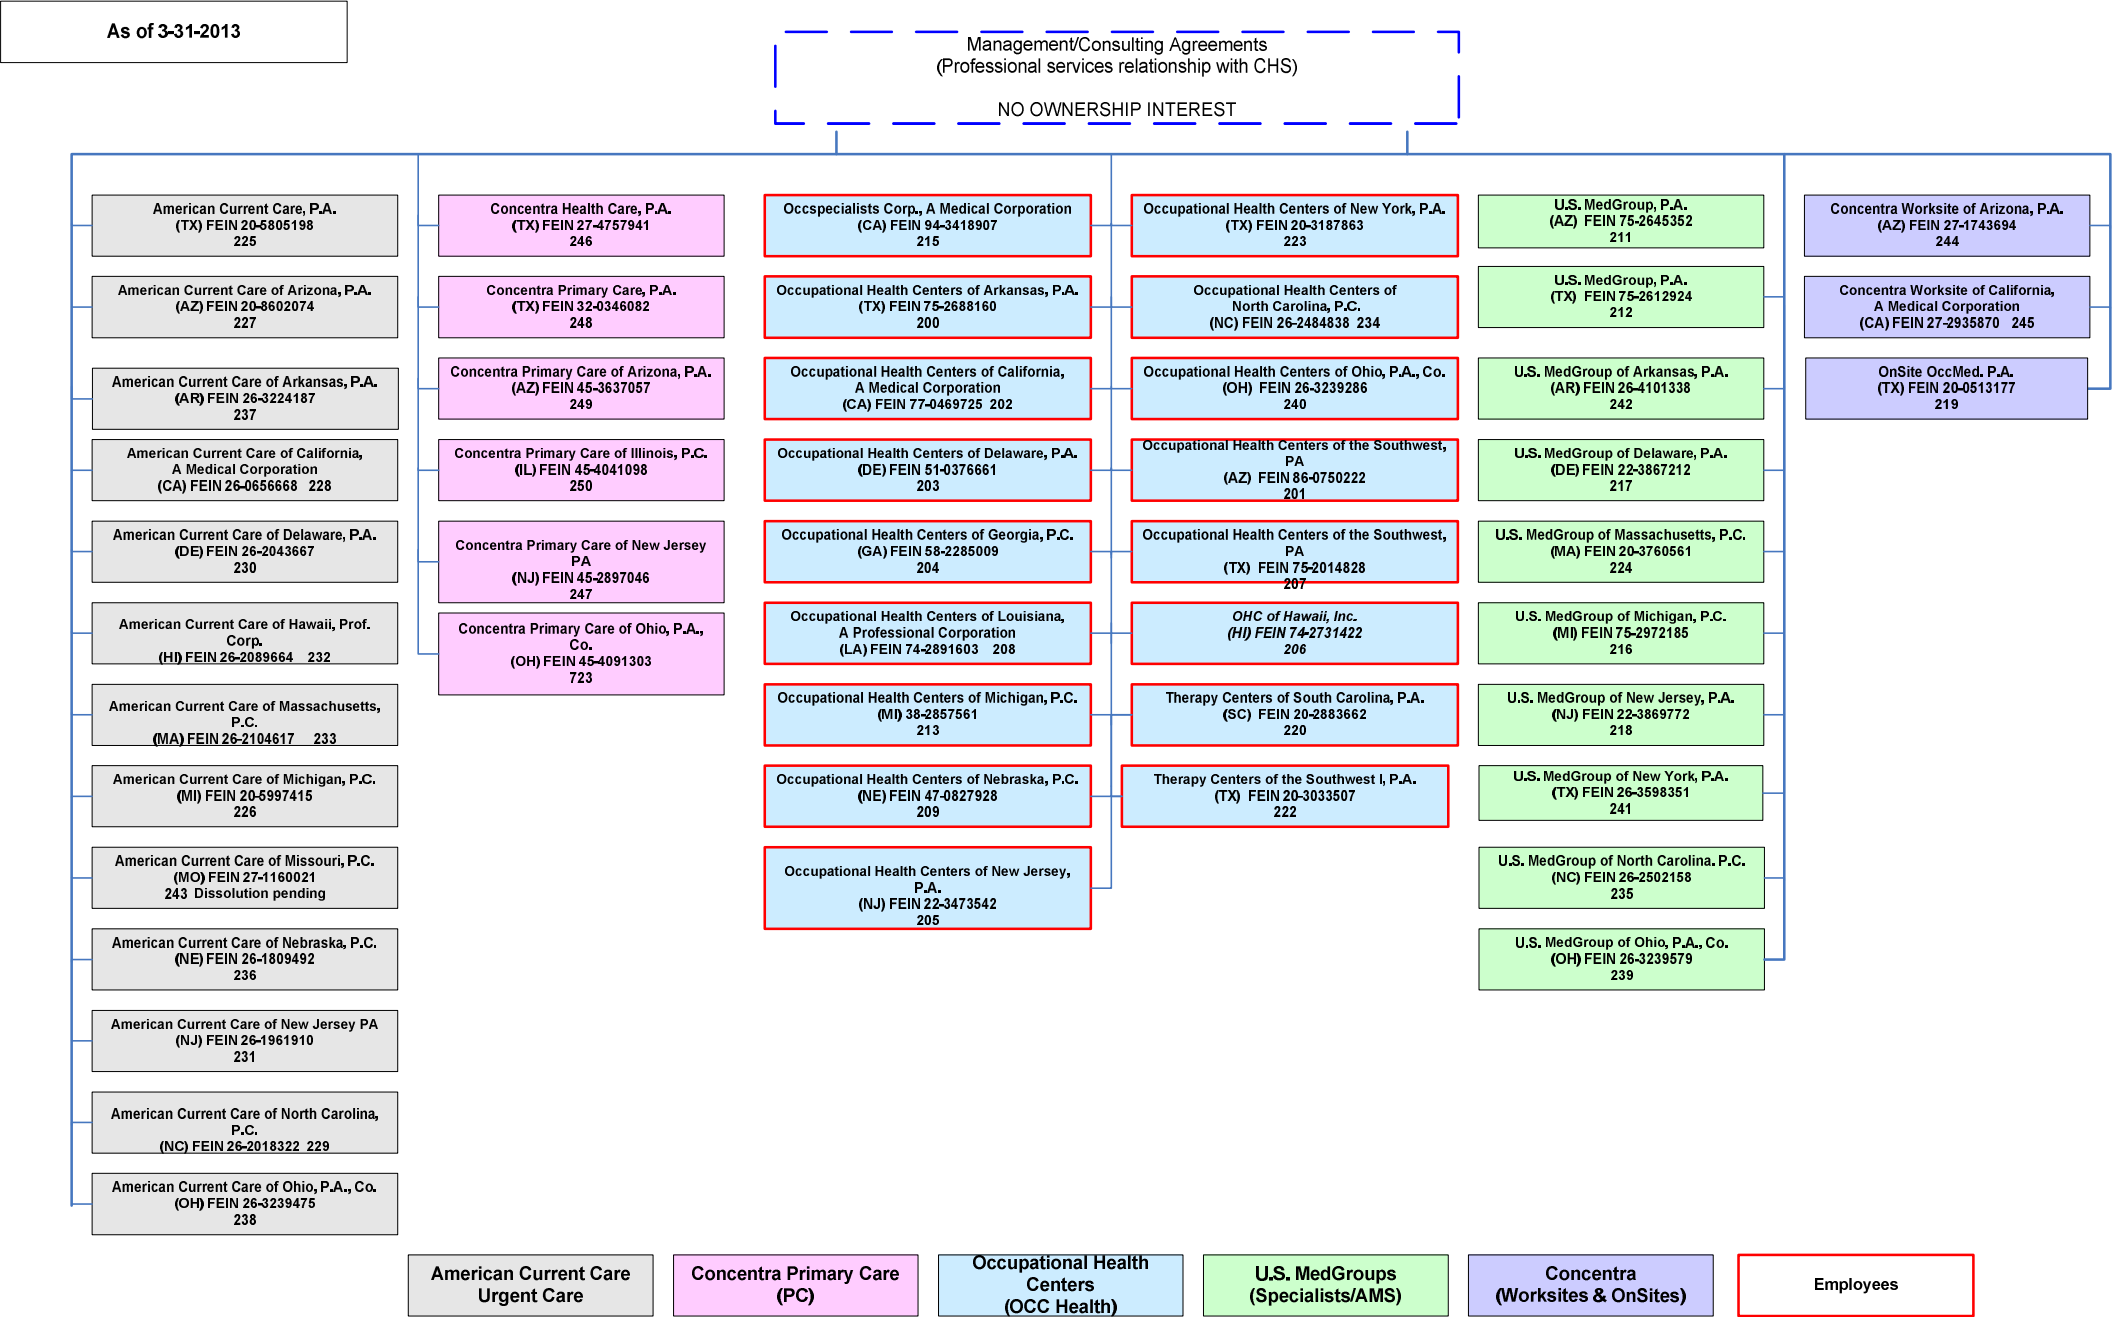 As of 3-31-2013
Management/Consulting Agreements
(Professional services relationship with CHS)
NO OWNERSHIP INTEREST
American Current Care, P.A.
(TX) FEIN 20-5805198
225
American Current Care of Arizona, P.A.
(AZ) FEIN 20-8602074
227
American Current Care of Arkansas, P.A.
(AR) FEIN 26-3224187
237
American Current Care of California,
A Medical Corporation
(CA) FEIN 26-0656668 228
American Current Care of Delaware, P.A.
(DE) FEIN 26-2043667
230
American Current Care of Hawaii, Prof.
Corp.
(HI) FEIN 26-2089664 232
American Current Care of Massachusetts,
P.C.
(MA) FEIN 26-2104617 233
American Current Care of Michigan, P.C.
(MI) FEIN 20-5997415
226
American Current Care of Missouri, P.C.
(MO) FEIN 27-1160021
243 Dissolution pending
American Current Care of Nebraska, P.C.
(NE) FEIN 26-1809492
236
American Current Care of New Jersey PA
(NJ) FEIN 26-1961910
231
American Current Care of North Carolina,
P.C.
(NC) FEIN 26-2018322 229
American Current Care of Ohio, P.A., Co.
(OH) FEIN 26-3239475
238
Concentra Health Care, P.A.
(TX) FEIN 27-4757941
246
Concentra Primary Care, P.A.
(TX) FEIN 32-0346082
248
Concentra Primary Care of Arizona, P.A.
(AZ) FEIN 45-3637057
249
Concentra Primary Care of Illinois, P.C.
(IL) FEIN 45-4041098
250
Concentra Primary Care of New Jersey
PA
(NJ) FEIN 45-2897046
247
Concentra Primary Care of Ohio, P.A.,
Co.
(OH) FEIN 45-4091303
723
Occspecialists Corp., A Medical Corporation
(CA) FEIN 94-3418907
215
Occupational Health Centers of Arkansas, P.A.
(TX) FEIN 75-2688160
200
Occupational Health Centers of California,
A Medical Corporation
(CA) FEIN 77-0469725 202
Occupational Health Centers of Delaware, P.A.
(DE) FEIN 51-0376661
203
Occupational Health Centers of Georgia, P.C.
(GA) FEIN 58-2285009
204
Occupational Health Centers of Louisiana,
A Professional Corporation
(LA) FEIN 74-2891603 208
Occupational Health Centers of Michigan, P.C.
(MI) 38-2857561
213
Occupational Health Centers of Nebraska, P.C.
(NE) FEIN 47-0827928
209
Occupational Health Centers of New Jersey,
P.A.
(NJ) FEIN 22-3473542
205
Occupational Health Centers of New York, P.A.
(TX) FEIN 20-3187863
223
Occupational Health Centers of
North Carolina, P.C.
(NC) FEIN 26-2484838 234
Occupational Health Centers of Ohio, P.A., Co.
(OH) FEIN 26-3239286
240
Occupational Health Centers of the Southwest,
PA
(AZ) FEIN 86-0750222
201
Occupational Health Centers of the Southwest,
PA
(TX) FEIN 75-2014828
207
OHC of Hawaii, Inc.
(HI) FEIN 74-2731422
206
Therapy Centers of South Carolina, P.A.
(SC) FEIN 20-2883662
220
Therapy Centers of the Southwest I, P.A.
(TX) FEIN 20-3033507
222
U.S. MedGroup, P.A.
(AZ) FEIN 75-2645352
211
U.S. MedGroup, P.A.
(TX) FEIN 75-2612924
212
U.S. MedGroup of Arkansas, P.A.
(AR) FEIN 26-4101338
242
U.S. MedGroup of Delaware, P.A.
(DE) FEIN 22-3867212
217
U.S. MedGroup of Massachusetts, P.C.
(MA) FEIN 20-3760561
224
U.S. MedGroup of Michigan, P.C.
(MI) FEIN 75-2972185
216
U.S. MedGroup of New Jersey, P.A.
(NJ) FEIN 22-3869772
218
U.S. MedGroup of New York, P.A.
(TX) FEIN 26-3598351
241
U.S. MedGroup of North Carolina. P.C.
(NC) FEIN 26-2502158
235
U.S. MedGroup of Ohio, P.A., Co.
(OH) FEIN 26-3239579
239
Concentra Worksite of Arizona, P.A.
(AZ) FEIN 27-1743694
244
Concentra Worksite of California,
A Medical Corporation
(CA) FEIN 27-2935870 245
OnSite OccMed. P.A.
(TX) FEIN 20-0513177
219
American Current Care
Urgent Care
Concentra Primary Care
(PC)
Occupational Health
Centers
(OCC Health)
U.S. MedGroups
(Specialists/AMS)
Concentra
(Worksites & OnSites)
Employees